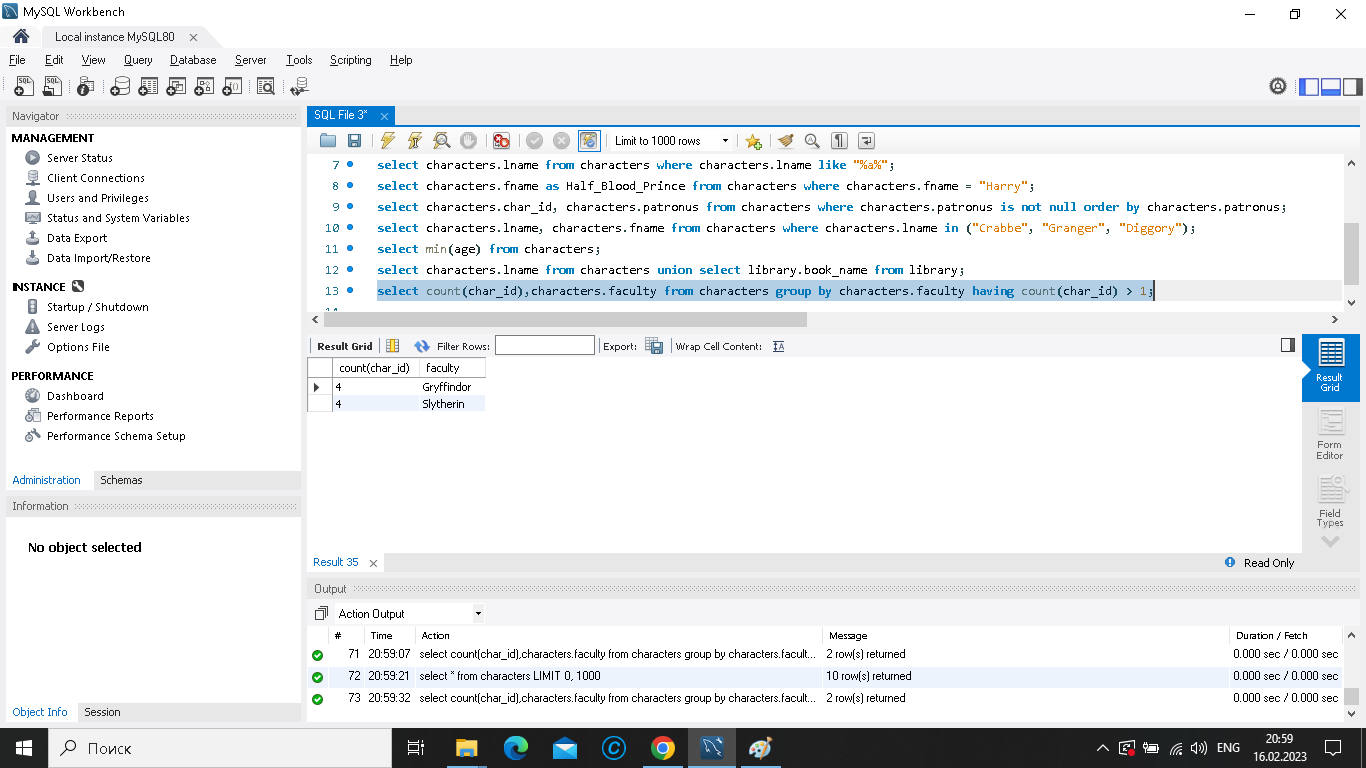 MySQL Workbench
Local instance MySQL80
File Edit View Query Database Server Tools Scripting Help
Navigator
MANAGEMENT
Server Status
Client Connections
Users and Privileges
Status and System Variables
Data Export
Data Import/Restore
INSTANCE
Startup / Shutdown
Server Logs
Options File
PERFORMANCE
Dashboard
Performance Reports
Performance Schema Setup
Administration Schemas
Information
No object selected
Object Info Session
SQL File 3*
Limit to 1000 rows
7 select characters.lname from characters where characters.lname like "%a%";
8 select characters.fname as Half_Blood_Prince from characters where characters.fname = "Harry";
9 select characters.char_id, characters.patronus from characters where characters.patronus is not null order by characters.patronus;
10 select characters.lname, characters.fname from characters where characters.lname in ("Crabbe", "Granger", "Diggory");
11 select min(age) from characters;
12 select characters.lname from characters union select library.book_name from library;
13 select count(char_id),characters.faculty from characters group by characters.faculty having count(char_id) > 1;
Result Grid Filter Rows: Export: Wrap Cell Content:
count(char_id) faculty
4 Gryffindor
4 Slytherin
Result Grid
Form Editor
Field Types
Result 35
Read Only
Output
Action Output
# Time Action Message Duration / Fetch
71 20:59:07 select count(char_id),characters.faculty from characters group by characters.facult... 2 row(s) returned 0.000 sec / 0.000 sec
72 20:59:21 select * from characters LIMIT 0, 1000 10 row(s) returned 0.000 sec / 0.000 sec
73 20:59:32 select count(char_id),characters.faculty from characters group by characters.facult... 2 row(s) returned 0.000 sec / 0.000 sec
Поиск
ENG
20:59
16.02.2023